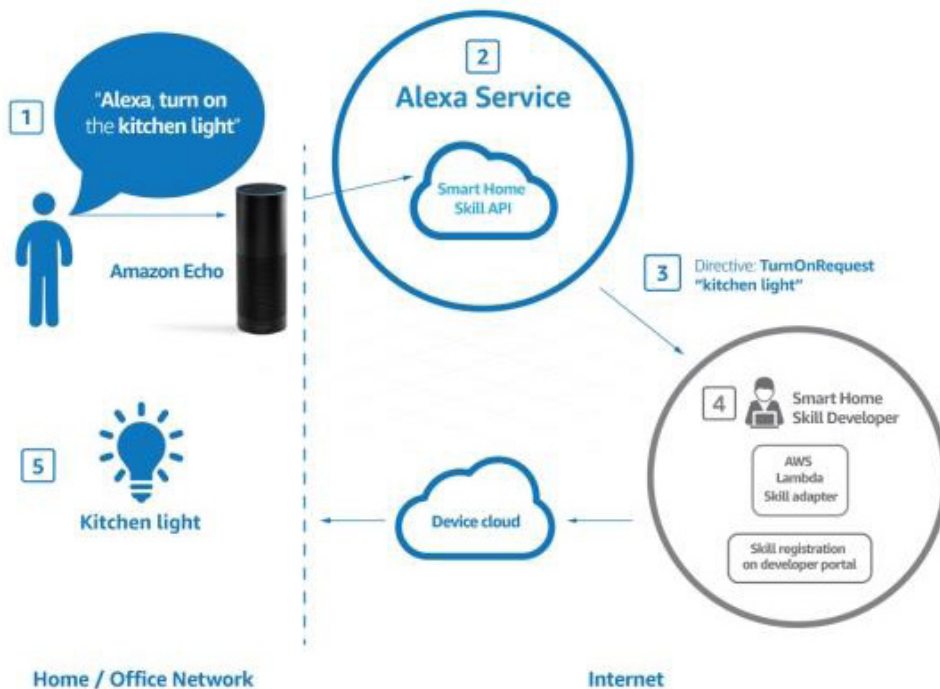 1
"Alexa, turn on
the kitchen light"
Amazon Echo
2
Alexa Service
Smart Home
Skill API
3
Directive: TurnOnRequest
"kitchen light"
4
Smart Home
Skill Developer
AWS
Lambda
Skill adapter
Skill registration
on developer portal
Device cloud
5
Kitchen light
Home / Office Network
Internet